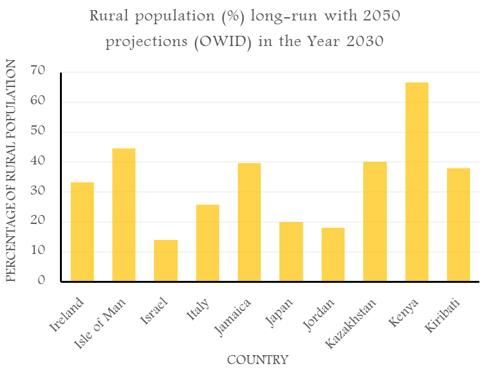 Rural population (%) long-run with 2050
projections (OWID) in the Year 2030
PERCENTAGE OF RURAL POPULATION
70
60
50
40
30
20
10
0
Ireland
Isle of Man
Israel
Italy
Jamaica
Japan
Jordan
Kazakhstan
Kenya
Kiribati
COUNTRY